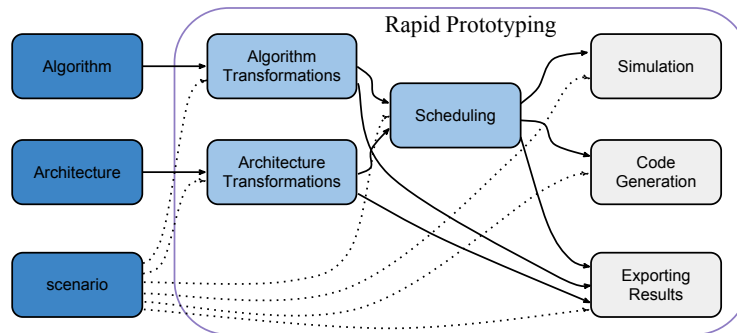 Rapid Prototyping
Algorithm
Algorithm
Transformations
Simulation
Scheduling
Architecture
Architecture
Transformations
Code
Generation
scenario
Exporting
Results